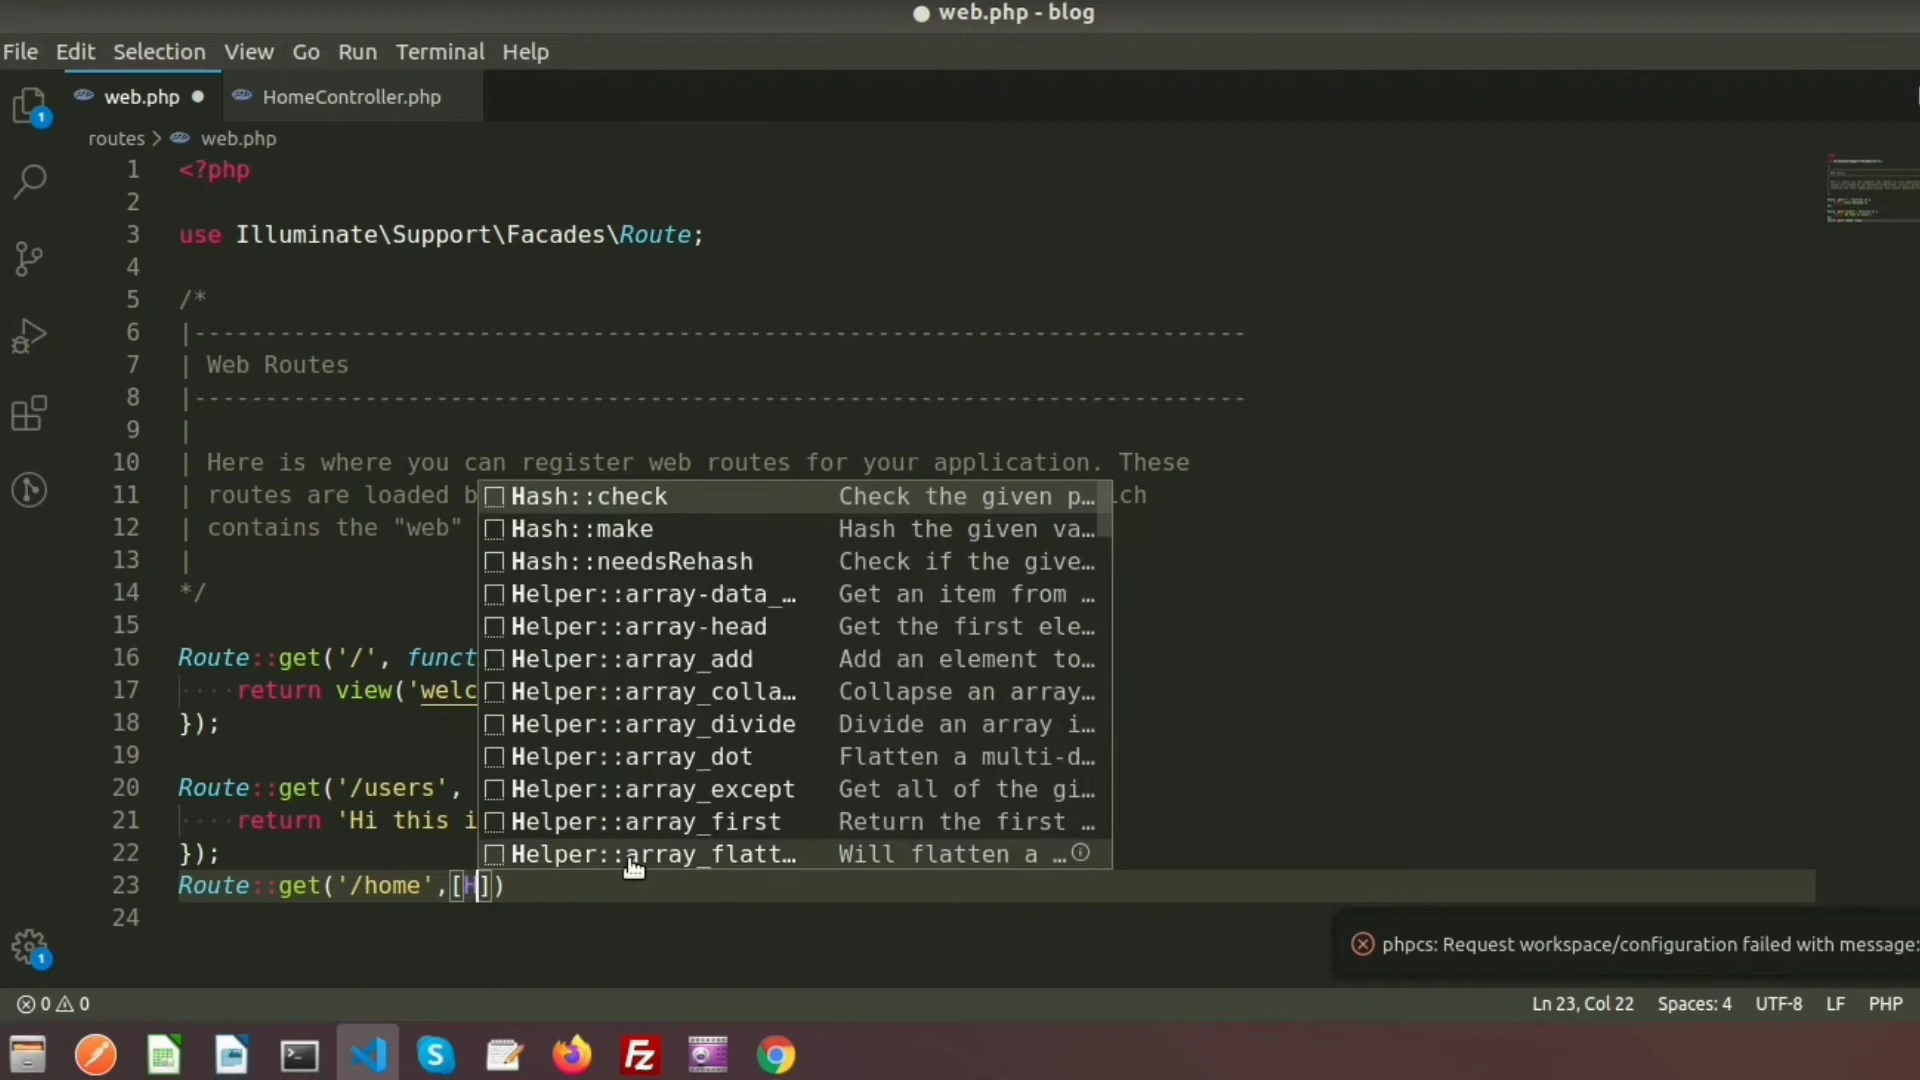 web.php - blog
File Edit Selection View Go Run Terminal Help
web.php HomeController.php
routes > web.php
1 <?php
2
3 use Illuminate\Support\Facades\Route;
4
5 /*
6 |--------------------------------------------------------------------------
7 | Web Routes
8 |--------------------------------------------------------------------------
9 |
10 | Here is where you can register web routes for your application. These
11 | routes are loaded b
12 | contains the "web"
13 |
14 */
15
16 Route::get('/', funct
17 ····return view('welc
18 });
19
20 Route::get('/users',
21 ····return 'Hi this i
22 });
23 Route::get('/home',[H])
24
Hash::check Check the given p…
Hash::make Hash the given va…
Hash::needsRehash Check if the give…
Helper::array-data_… Get an item from …
Helper::array-head Get the first ele…
Helper::array_add Add an element to…
Helper::array_colla… Collapse an array…
Helper::array_divide Divide an array i…
Helper::array_dot Flatten a multi-d…
Helper::array_except Get all of the gi…
Helper::array_first Return the first …
Helper::array_flatt… Will flatten a …
ich
1
1
phpcs: Request workspace/configuration failed with message:
0 0 Ln 23, Col 22 Spaces: 4 UTF-8 LF PHP
S
Fz